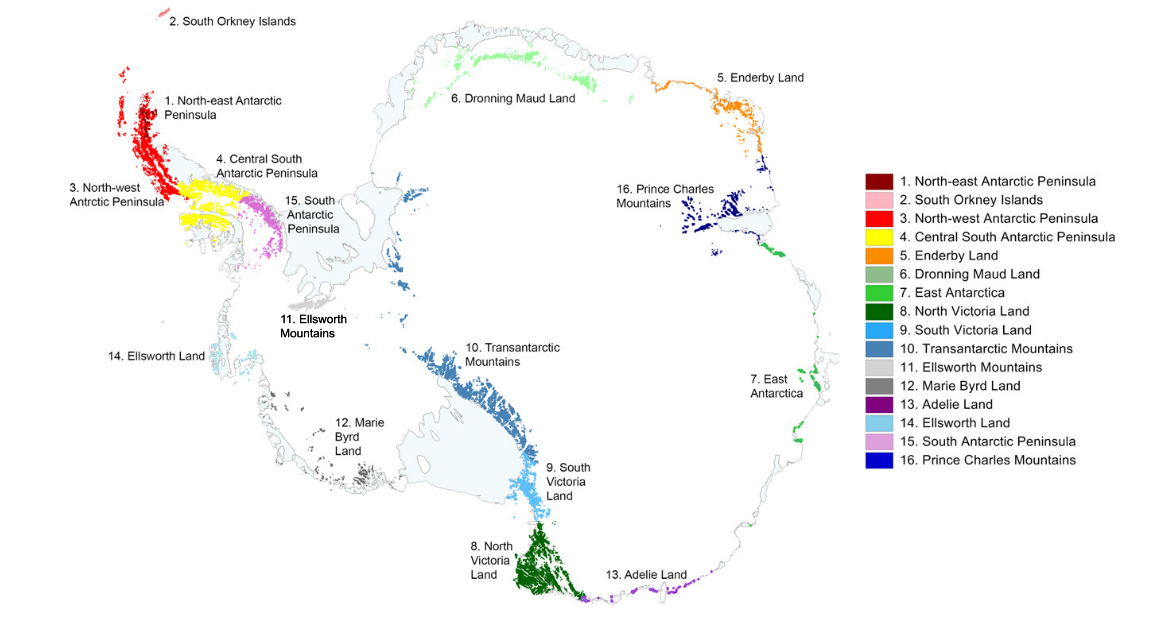 2. South Orkney Islands
5. Enderby Land
1. North-east Antarctic
Peninsula
6. Dronning Maud Land
4. Central South
Antarctic Peninsula
3. North-west
Antrctic Peninsula
15. South
Antarctic
Peninsula
16. Prince Charles
Mountains
11. Ellsworth
Mountains
14. Ellsworth Land
10. Transantarctic
Mountains
7. East
Antarctica
12. Marie
Byrd
Land
9. South
Victoria
Land
8. North
Victoria
Land
13. Adelie Land
1. North-east Antarctic Peninsula
2. South Orkney Islands
3. North-west Antarctic Peninsula
4. Central South Antarctic Peninsula
5. Enderby Land
6. Dronning Maud Land
7. East Antarctica
8. North Victoria Land
9. South Victoria Land
10. Transantarctic Mountains
11. Ellsworth Mountains
12. Marie Byrd Land
13. Adelie Land
14. Ellsworth Land
15. South Antarctic Peninsula
16. Prince Charles Mountains